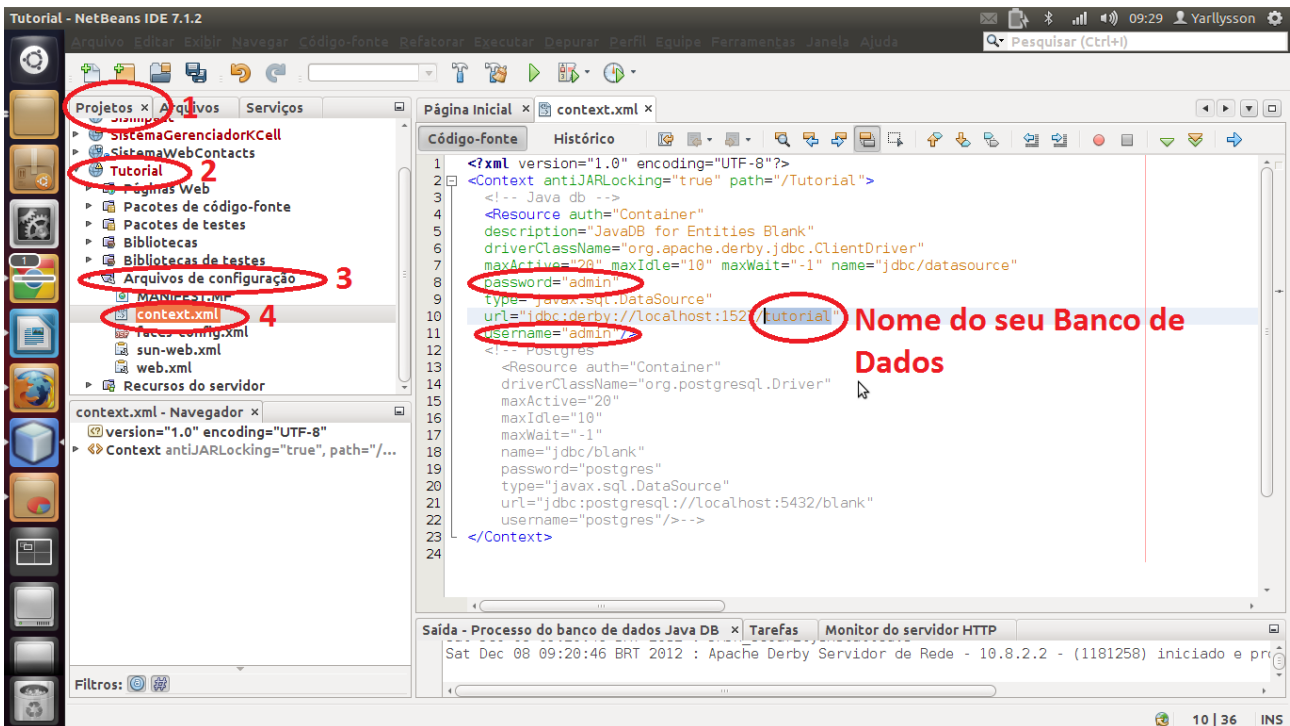 Tutorial - NetBeans IDE 7.1.2
09:29 Yarllysson
Arquivo Editar Exibir Navegar Código-fonte Refatorar Executar Depurar Perfil Equipe Ferramentas Janela Ajuda
Pesquisar (Ctrl+I)
Projetos × Arquivos Serviços
1
SistemaGerenciadorKCell
SistemaWebContacts
Tutorial
2
Páginas Web
Pacotes de código-fonte
Pacotes de testes
Bibliotecas
Bibliotecas de testes
Arquivos de configuração
3
MANIFEST.MF
context.xml
4
faces-config.xml
sun-web.xml
web.xml
Recursos do servidor
context.xml - Navegador ×
version="1.0" encoding="UTF-8"
Context antiJARLocking="true", path="/...
Filtros:
Página Inicial × context.xml ×
Código-fonte Histórico
1 <?xml version="1.0" encoding="UTF-8"?>
2 <Context antiJARLocking="true" path="/Tutorial">
3 <!-- Java db -->
4 <Resource auth="Container"
5 description="JavaDB for Entities Blank"
6 driverClassName="org.apache.derby.jdbc.ClientDriver"
7 maxActive="20" maxIdle="10" maxWait="-1" name="jdbc/datasource"
8 password="admin"
9 type="javax.sql.DataSource"
10 url="jdbc:derby://localhost:1527/tutorial"
11 username="admin"/>
12 <!-- Postgres
13 <Resource auth="Container"
14 driverClassName="org.postgresql.Driver"
15 maxActive="20"
16 maxIdle="10"
17 maxWait="-1"
18 name="jdbc/blank"
19 password="postgres"
20 type="javax.sql.DataSource"
21 url="jdbc:postgresql://localhost:5432/blank"
22 username="postgres"/>-->
23 </Context>
24
Nome do seu Banco de
Dados
Saída - Processo do banco de dados Java DB × Tarefas Monitor do servidor HTTP
Sat Dec 08 09:20:46 BRT 2012 : Apache Derby Servidor de Rede - 10.8.2.2 - (1181258) iniciado e
10 | 36 INS